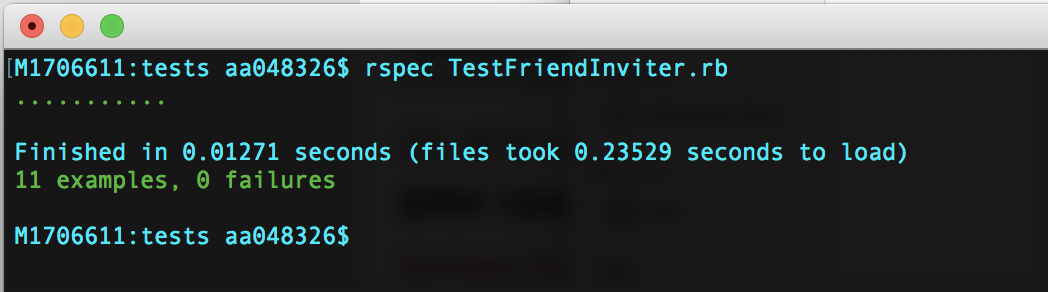 [M1706611:tests aa048326$ rspec TestFriendInviter.rb
...........
Finished in 0.01271 seconds (files took 0.23529 seconds to load)
11 examples, 0 failures
M1706611:tests aa048326$